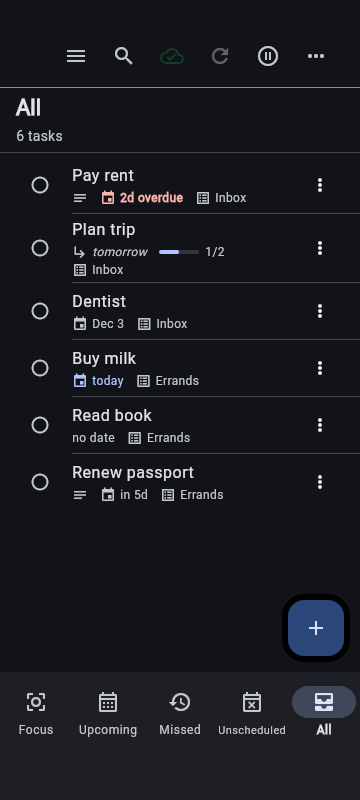 All
6 tasks
Pay rent
2d overdue Inbox
Plan trip
tomorrow 1/2
Inbox
Dentist
Dec 3 Inbox
Buy milk
today Errands
Read book
no date Errands
Renew passport
in 5d Errands
Focus Upcoming Missed Unscheduled All